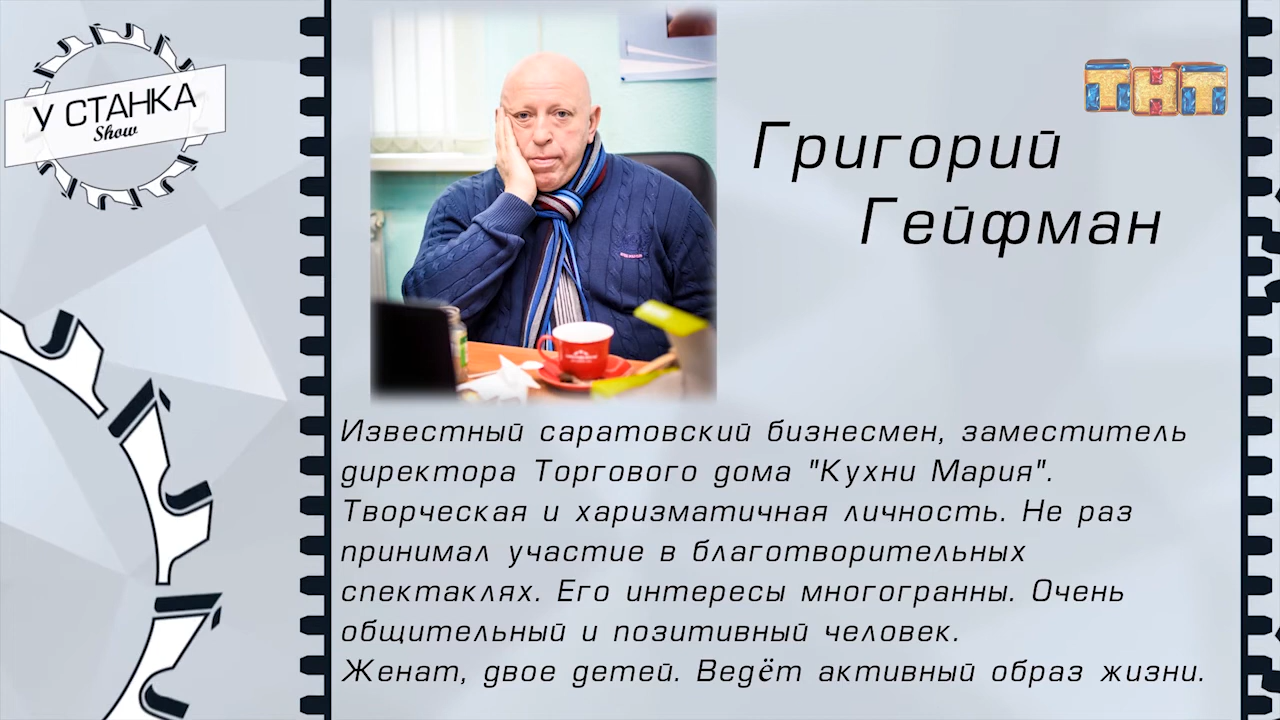 У СТАНКА
Show
ТНТ
Григорий
Гейфман
Известный саратовский бизнесмен, заместитель
директора Торгового дома "Кухни Мария".
Творческая и харизматичная личность. Не раз
принимал участие в благотворительных
спектаклях. Его интересы многогранны. Очень
общительный и позитивный человек.
Женат, двое детей. Ведёт активный образ жизни.